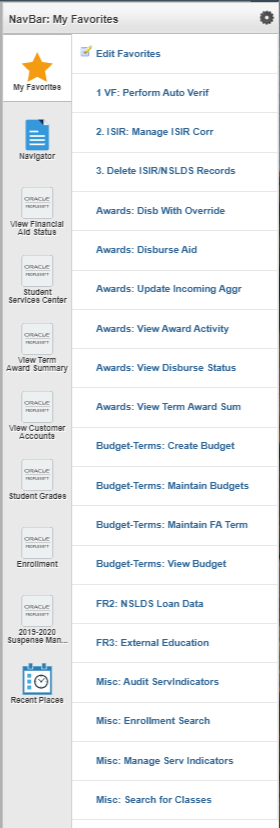 NavBar: My Favorites
My Favorites
Navigator
ORACLE
PEOPLESOFT
View Financial
Aid Status
ORACLE
PEOPLESOFT
Student
Services Center
ORACLE
PEOPLESOFT
View Term
Award Summary
ORACLE
PEOPLESOFT
View Customer
Accounts
ORACLE
PEOPLESOFT
Student Grades
ORACLE
PEOPLESOFT
Enrollment
ORACLE
PEOPLESOFT
2019-2020
Suspense Man...
Recent Places
Edit Favorites
1 VF: Perform Auto Verif
2. ISIR: Manage ISIR Corr
3. Delete ISIR/NSLDS Records
Awards: Disb With Override
Awards: Disburse Aid
Awards: Update Incoming Aggr
Awards: View Award Activity
Awards: View Disburse Status
Awards: View Term Award Sum
Budget-Terms: Create Budget
Budget-Terms: Maintain Budgets
Budget-Terms: Maintain FA Term
Budget-Terms: View Budget
FR2: NSLDS Loan Data
FR3: External Education
Misc: Audit ServIndicators
Misc: Enrollment Search
Misc: Manage Serv Indicators
Misc: Search for Classes